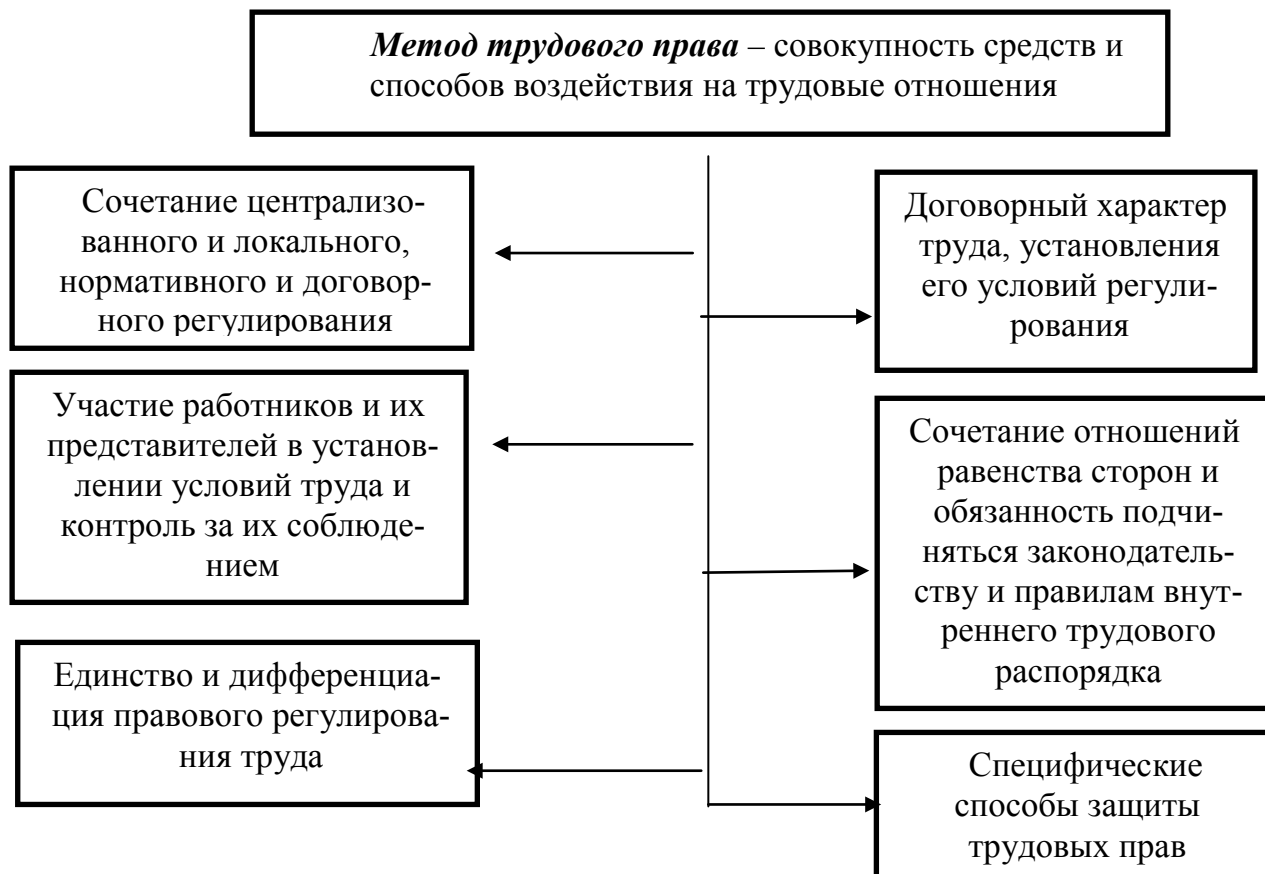 Метод трудового права – совокупность средств и
способов воздействия на трудовые отношения
Сочетание централизо-
ванного и локального,
нормативного и договор-
ного регулирования
Договорный характер
труда, установления
его условий регули-
рования
Участие работников и их
представителей в установ-
лении условий труда и
контроль за их соблюде-
нием
Сочетание отношений
равенства сторон и
обязанность подчи-
няться законодатель-
ству и правилам внут-
реннего трудового
распорядка
Единство и дифференциа-
ция правового регулирова-
ния труда
Специфические
способы защиты
трудовых прав